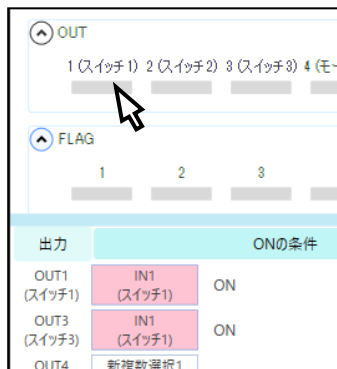 OUT
1 (スイッチ1) 2 (スイッチ2) 3 (スイッチ3) 4 (モー
FLAG
1 2 3
出力 ONの条件
OUT1 IN1
(スイッチ1) (スイッチ1) ON
OUT3 IN1
(スイッチ3) (スイッチ1) ON
OUT4 新複数選択1